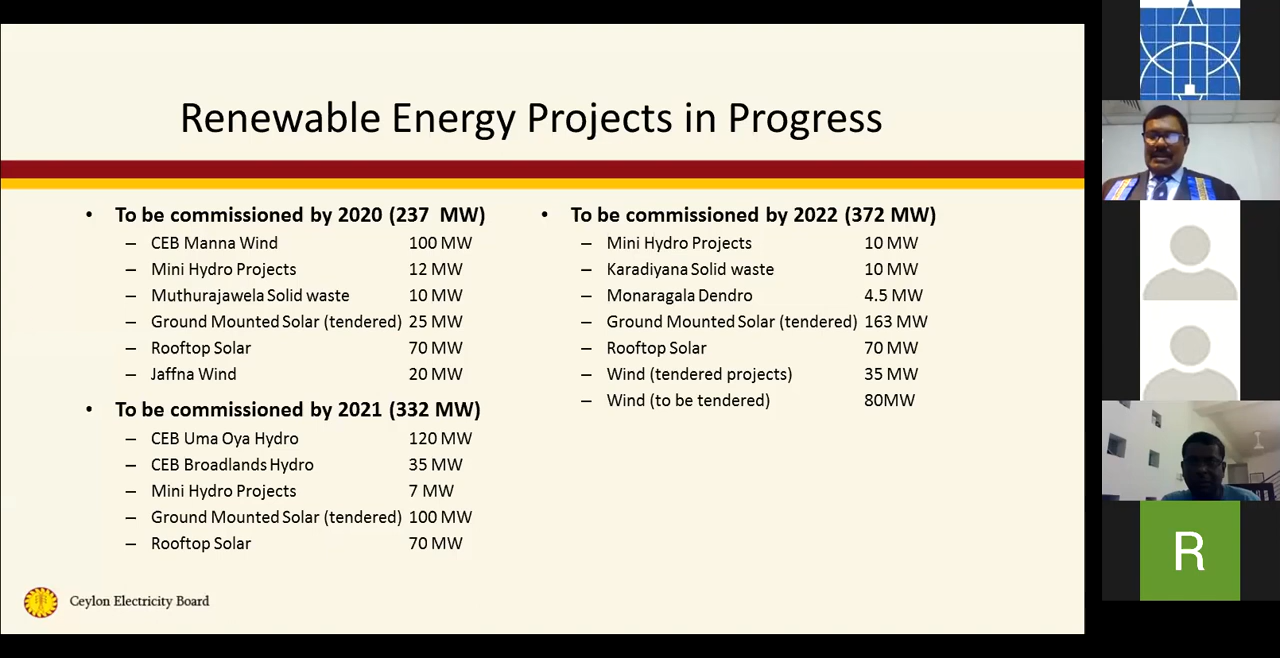 Renewable Energy Projects in Progress
• To be commissioned by 2020 (237 MW)
– CEB Manna Wind 100 MW
– Mini Hydro Projects 12 MW
– Muthurajawela Solid waste 10 MW
– Ground Mounted Solar (tendered) 25 MW
– Rooftop Solar 70 MW
– Jaffna Wind 20 MW
• To be commissioned by 2021 (332 MW)
– CEB Uma Oya Hydro 120 MW
– CEB Broadlands Hydro 35 MW
– Mini Hydro Projects 7 MW
– Ground Mounted Solar (tendered) 100 MW
– Rooftop Solar 70 MW
• To be commissioned by 2022 (372 MW)
– Mini Hydro Projects 10 MW
– Karadiyana Solid waste 10 MW
– Monaragala Dendro 4.5 MW
– Ground Mounted Solar (tendered) 163 MW
– Rooftop Solar 70 MW
– Wind (tendered projects) 35 MW
– Wind (to be tendered) 80MW
Ceylon Electricity Board
R